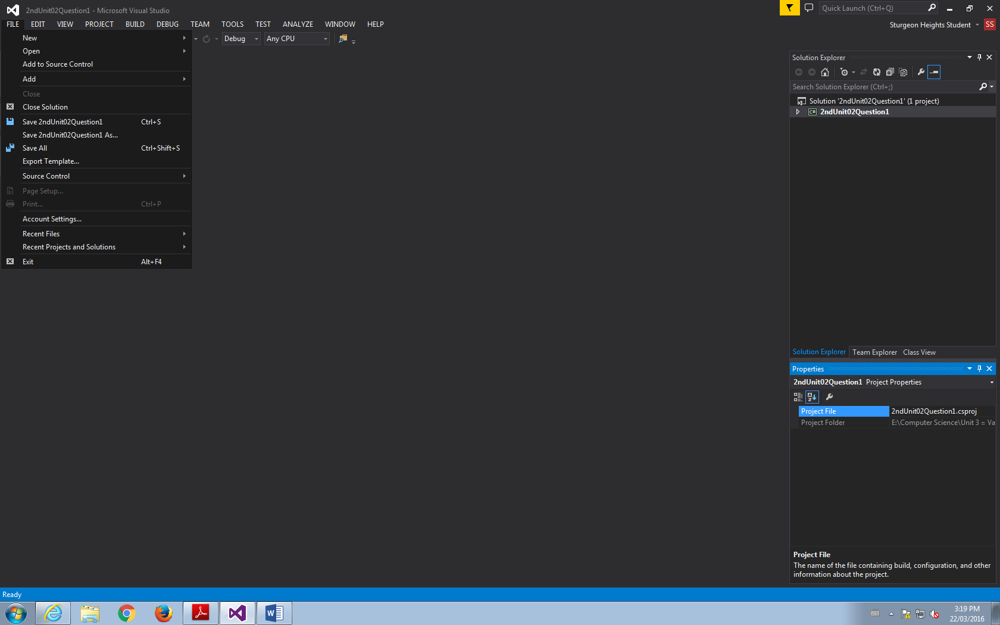 2ndUnit02Question1 - Microsoft Visual Studio
Quick Launch (Ctrl+Q)
FILE EDIT VIEW PROJECT BUILD DEBUG TEAM TOOLS TEST ANALYZE WINDOW HELP
Sturgeon Heights Student SS
Debug Any CPU
New
Open
Add to Source Control
Add
Close
Close Solution
Save 2ndUnit02Question1 Ctrl+S
Save 2ndUnit02Question1 As...
Save All Ctrl+Shift+S
Export Template...
Source Control
Page Setup...
Print... Ctrl+P
Account Settings...
Recent Files
Recent Projects and Solutions
Exit Alt+F4
Solution Explorer
Search Solution Explorer (Ctrl+;)
Solution '2ndUnit02Question1' (1 project)
C# 2ndUnit02Question1
Solution Explorer Team Explorer Class View
Properties
2ndUnit02Question1 Project Properties
Project File 2ndUnit02Question1.csproj
Project Folder E:\Computer Science\Unit 3 = Va
Project File
The name of the file containing build, configuration, and other
information about the project.
Ready
3:19 PM
22/03/2016